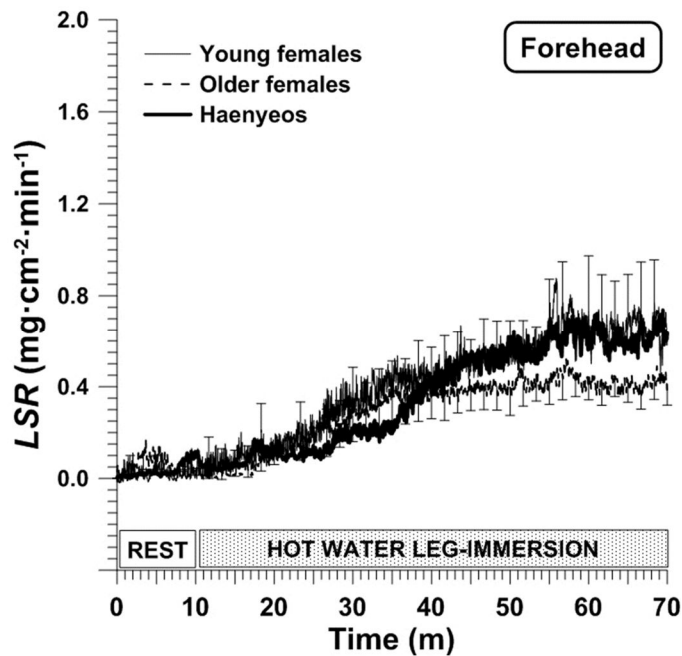 2.0
Young females
Older females
Haenyeos
Forehead
1.6
1.2
0.8
0.4
0.0
LSR (mg·cm⁻²·min⁻¹)
REST
HOT WATER LEG-IMMERSION
0 10 20 30 40 50 60 70
Time (m)